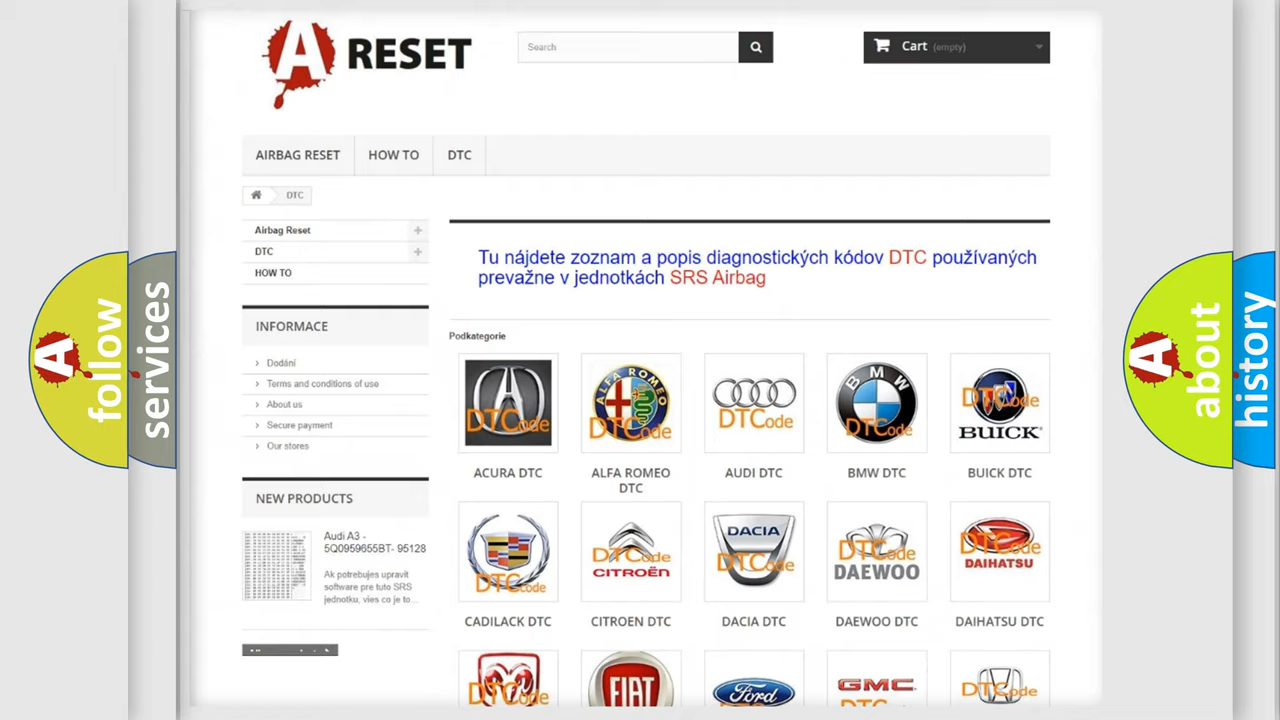 A RESET
Search
Cart (empty)
AIRBAG RESET
HOW TO
DTC
DTC
Airbag Reset
DTC
HOW TO
Tu nájdete zoznam a popis diagnostických kódov DTC používaných
prevažne v jednotkách SRS Airbag
INFORMACE
Dodání
Terms and conditions of use
About us
Secure payment
Our stores
NEW PRODUCTS
Audi A3 -
5Q0959655BT- 95128
Ak potrebujes upravit
software pre tuto SRS
jednotku, vies co je to...
Podkategorie
DTCode
ALFA ROMEO
DTCode
DTCode
BMW
DTCode
DTCode
BUICK
ACURA DTC
ALFA ROMEO
DTC
AUDI DTC
BMW DTC
BUICK DTC
DTCode
DTCode
CITROËN
DACIA
DTCode
DTCode
DAEWOO
DTCode
DAIHATSU
CADILACK DTC
CITROEN DTC
DACIA DTC
DAEWOO DTC
DAIHATSU DTC
DTCode
FIAT
Ford
GMC
DTCode
A follow
services
A about
history